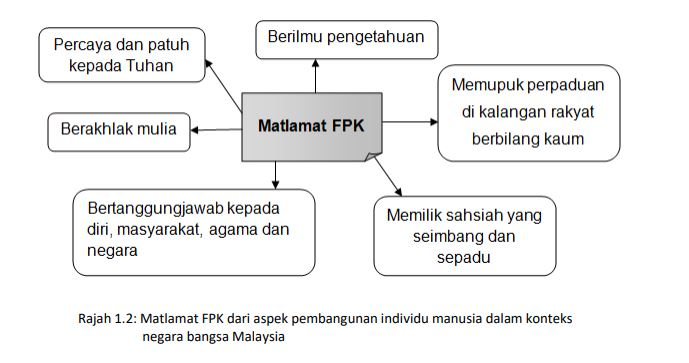 Percaya dan patuh
kepada Tuhan
Berilmu pengetahuan
Memupuk perpaduan
di kalangan rakyat
berbilang kaum
Berakhlak mulia
Matlamat FPK
Bertanggungjawab kepada
diri, masyarakat, agama dan
negara
Memilik sahsiah yang
seimbang dan
sepadu
Rajah 1.2: Matlamat FPK dari aspek pembangunan individu manusia dalam konteks
negara bangsa Malaysia